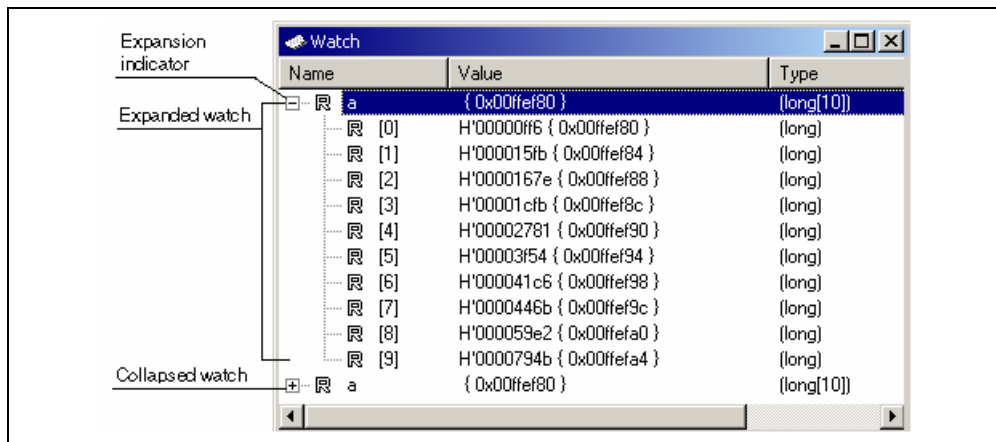 Expansion
indicator
Expanded watch
Collapsed watch
Watch
Name Value Type
R a { 0x00ffef80 } (long[10])
R [0] H'00000ff6 { 0x00ffef80 } (long)
R [1] H'000015fb { 0x00ffef84 } (long)
R [2] H'0000167e { 0x00ffef88 } (long)
R [3] H'00001cfb { 0x00ffef8c } (long)
R [4] H'00002781 { 0x00ffef90 } (long)
R [5] H'00003f54 { 0x00ffef94 } (long)
R [6] H'000041c6 { 0x00ffef98 } (long)
R [7] H'0000446b { 0x00ffef9c } (long)
R [8] H'000059e2 { 0x00ffefa0 } (long)
R [9] H'0000794b { 0x00ffefa4 } (long)
R a { 0x00ffef80 } (long[10])